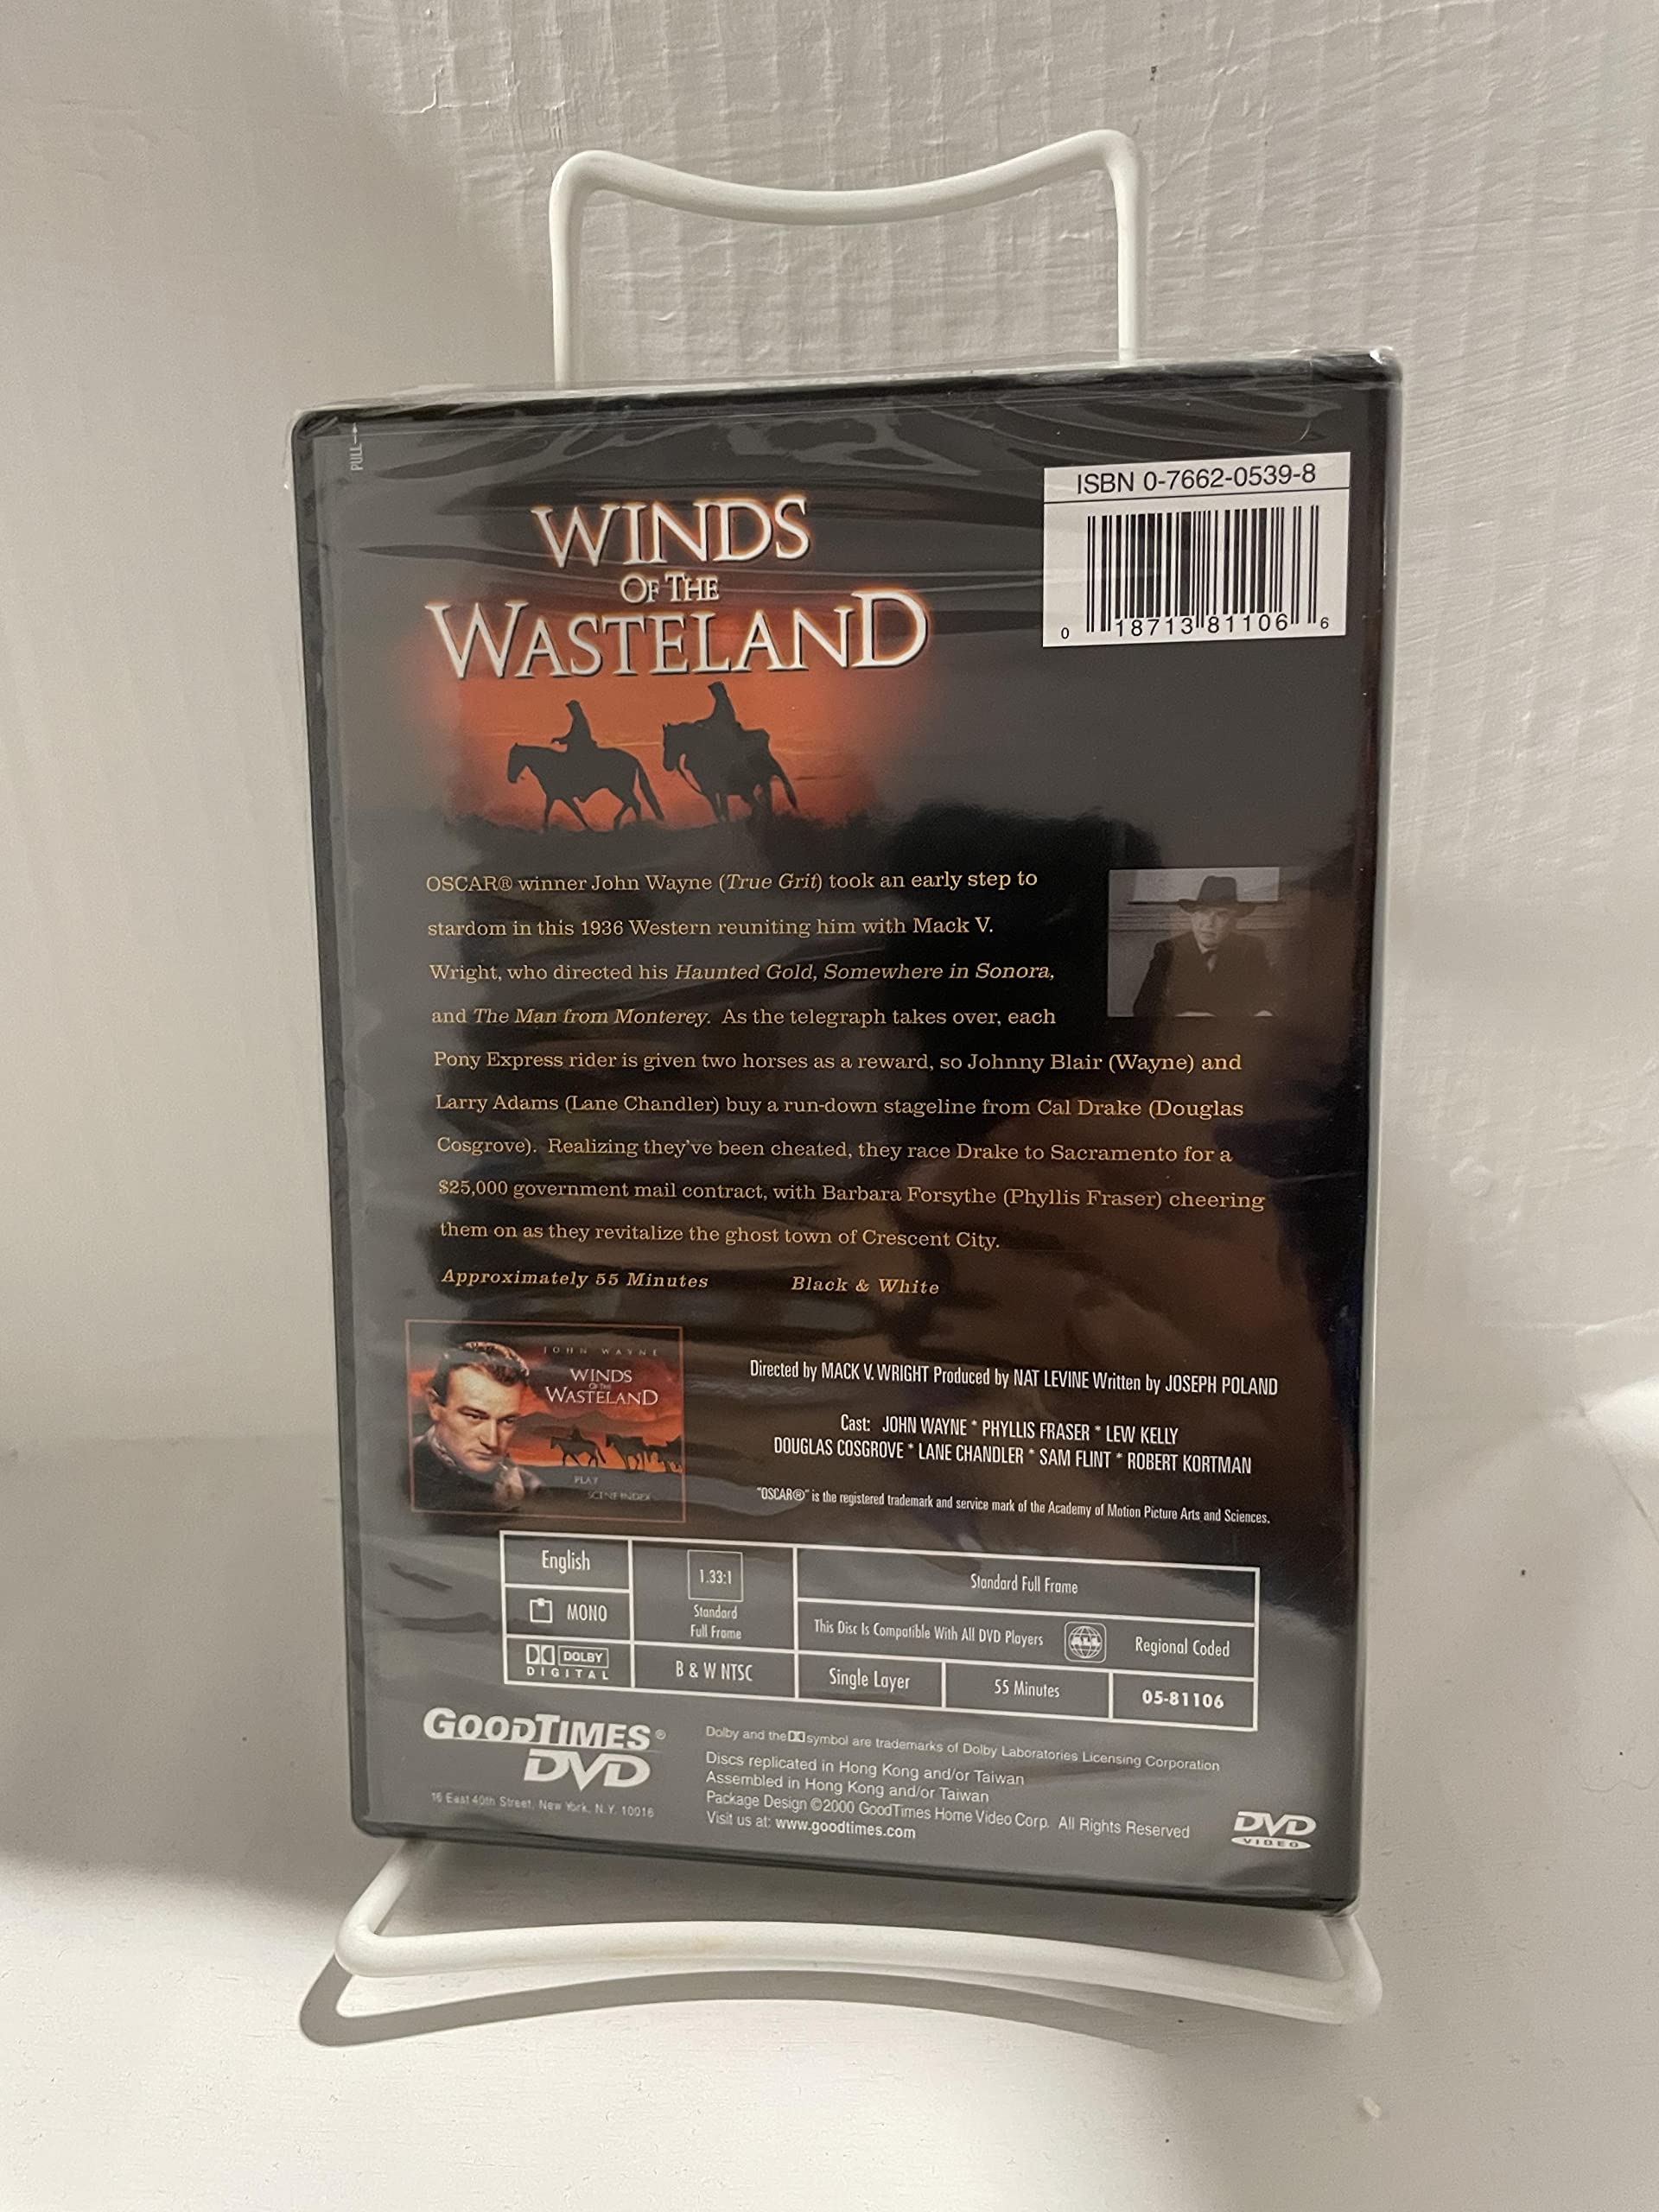 PULL→
ISBN 0-7662-0539-8
0 18713 81106 6
WINDS
OF THE
WASTELAND
OSCAR® winner John Wayne (True Grit) took an early step to
stardom in this 1936 Western reuniting him with Mack V.
Wright, who directed his Haunted Gold, Somewhere in Sonora,
and The Man from Monterey. As the telegraph takes over, each
Pony Express rider is given two horses as a reward, so Johnny Blair (Wayne) and
Larry Adams (Lane Chandler) buy a run-down stageline from Cal Drake (Douglas
Cosgrove). Realizing they've been cheated, they race Drake to Sacramento for a
$25,000 government mail contract, with Barbara Forsythe (Phyllis Fraser) cheering
them on as they revitalize the ghost town of Crescent City.
Approximately 55 Minutes Black & White
JOHN WAYNE
WINDS
OF THE
WASTELAND
PLAY
SCENE INDEX
Directed by MACK V. WRIGHT Produced by NAT LEVINE Written by JOSEPH POLAND
Cast: JOHN WAYNE * PHYLLIS FRASER * LEW KELLY
DOUGLAS COSGROVE * LANE CHANDLER * SAM FLINT * ROBERT KORTMAN
"OSCAR®" is the registered trademark and service mark of the Academy of Motion Picture Arts and Sciences.
English
MONO
DOLBY
DIGITAL
1.33:1
Standard
Full Frame
B & W NTSC
Standard Full Frame
This Disc Is Compatible With All DVD Players ALL Regional Coded
Single Layer
55 Minutes
05-81106
GOODTIMES®
DVD
16 East 40th Street, New York, N.Y. 10016
Dolby and the symbol are trademarks of Dolby Laboratories Licensing Corporation
Discs replicated in Hong Kong and/or Taiwan
Assembled in Hong Kong and/or Taiwan
Package Design ©2000 GoodTimes Home Video Corp. All Rights Reserved
Visit us at: www.goodtimes.com
DVD
VIDEO